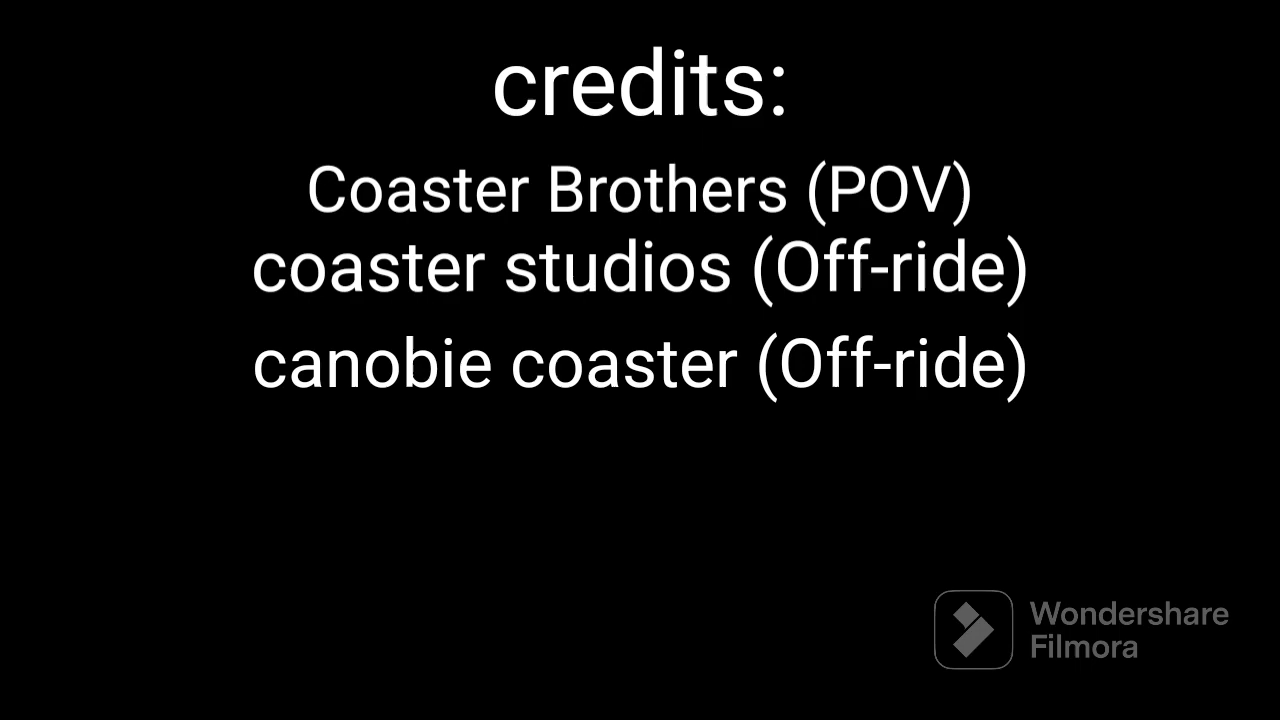 credits:
Coaster Brothers (POV)
coaster studios (Off-ride)
canobie coaster (Off-ride)
Wondershare
Filmora